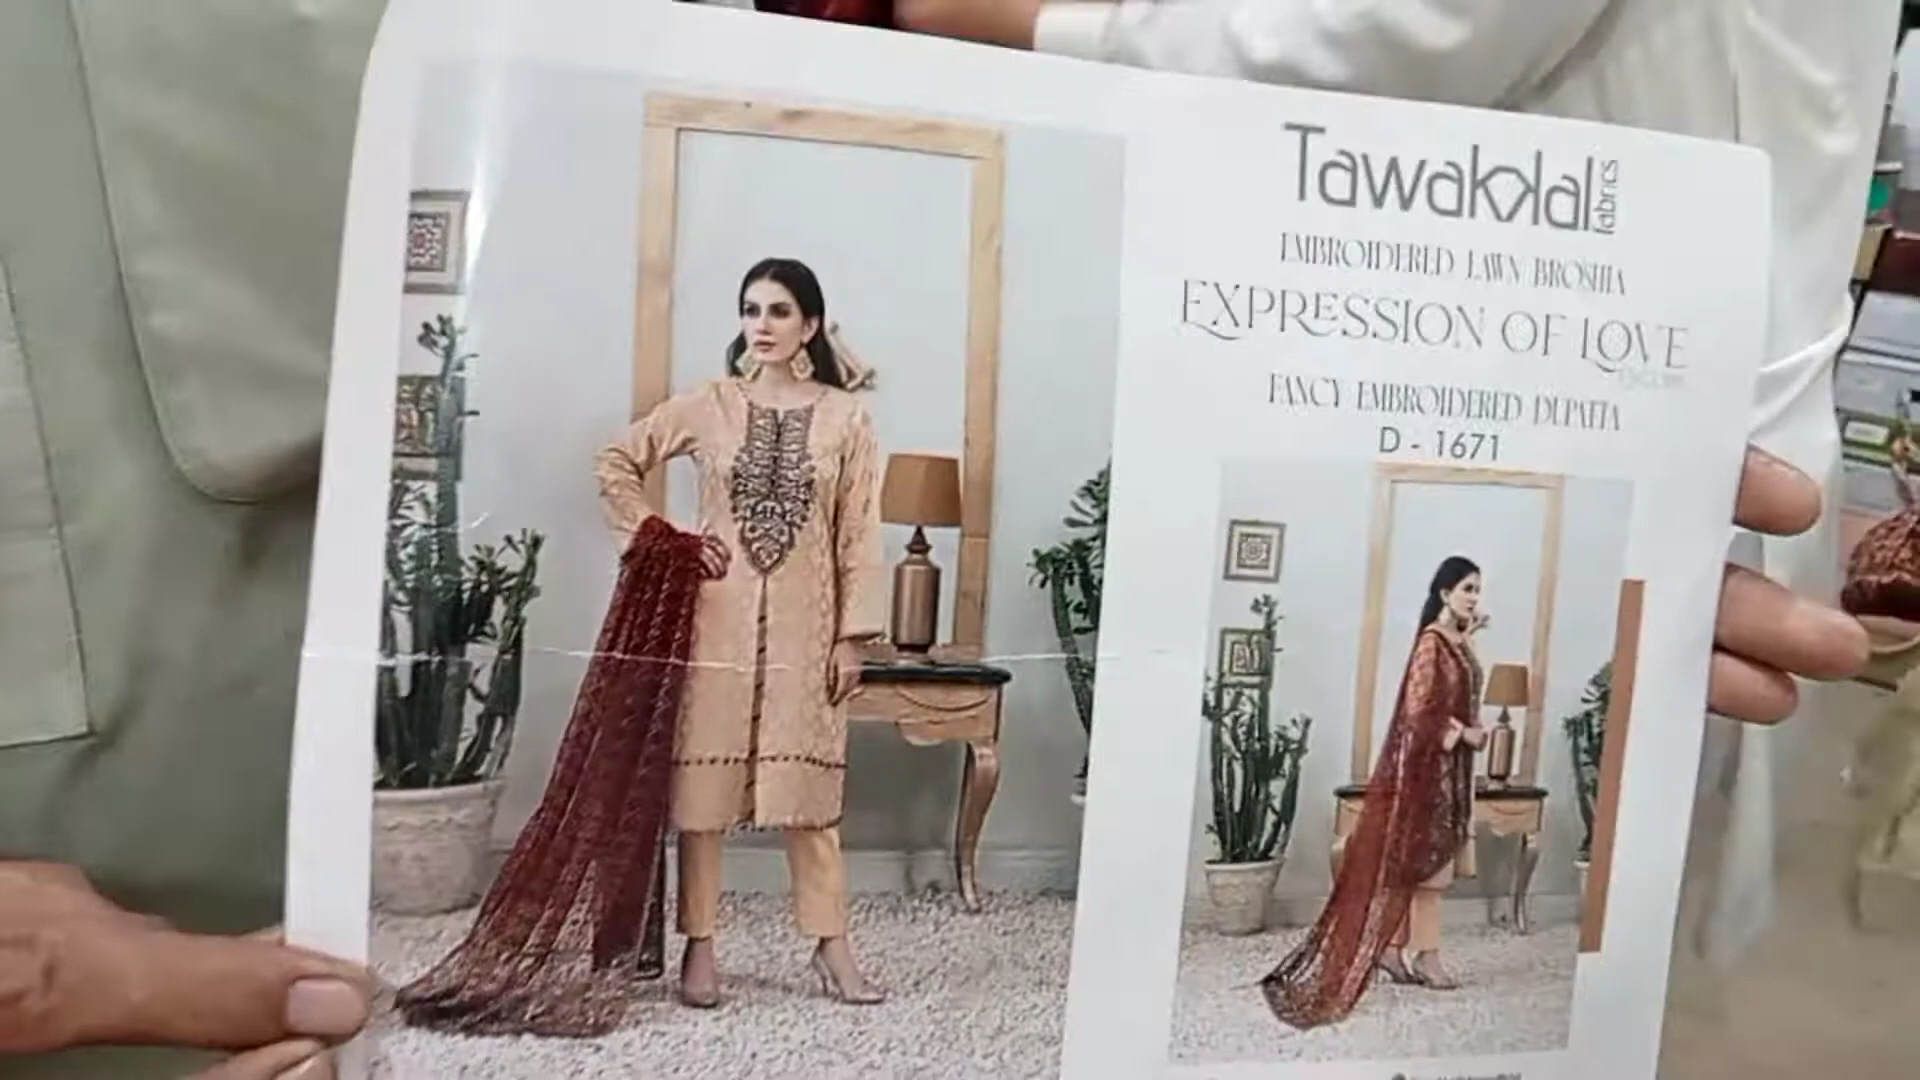 Tawakkal fabrics
EMBROIDERED LAWN BROSHIA
EXPRESSION OF LOVE
FANCY EMBROIDERED DUPATTA
D - 1671